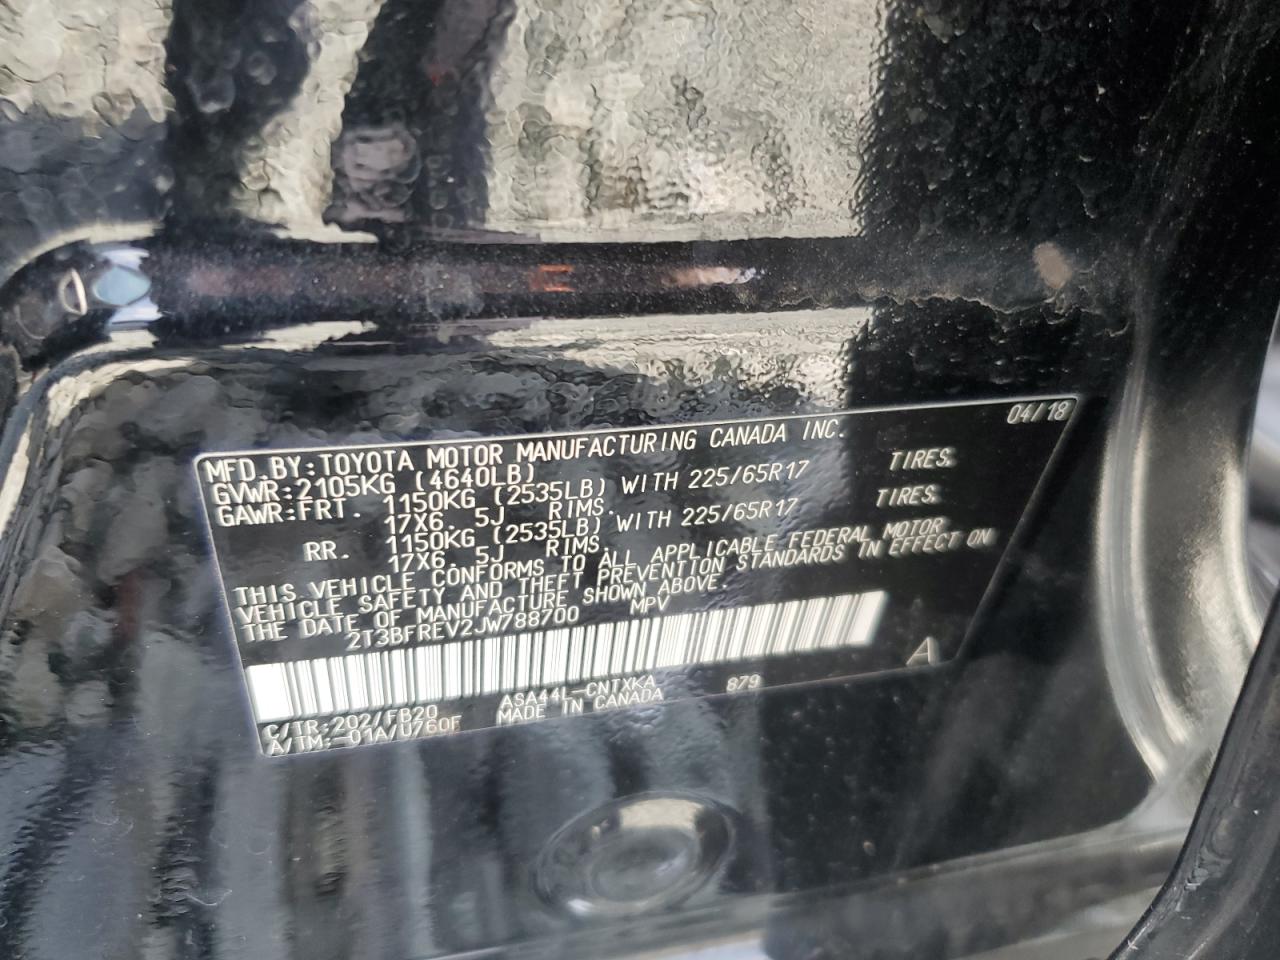 04/18
MFD.BY:TOYOTA MOTOR MANUFACTURING CANADA INC.
GVWR:2105KG (4640LB)
GAWR:FRT. 1150KG (2535LB) WITH 225/65R17 TIRES.
17X6.5J RIMS.
RR. 1150KG (2535LB) WITH 225/65R17 TIRES.
17X6.5J RIMS.
THIS VEHICLE CONFORMS TO ALL APPLICABLE FEDERAL MOTOR
VEHICLE SAFETY AND THEFT PREVENTION STANDARDS IN EFFECT ON
THE DATE OF MANUFACTURE SHOWN ABOVE.
2T3BFREV2JW788700 MPV
A
C/TR:202/FB20 ASA44L-CNTXKA 879
A/TM:-01A/U760F MADE IN CANADA